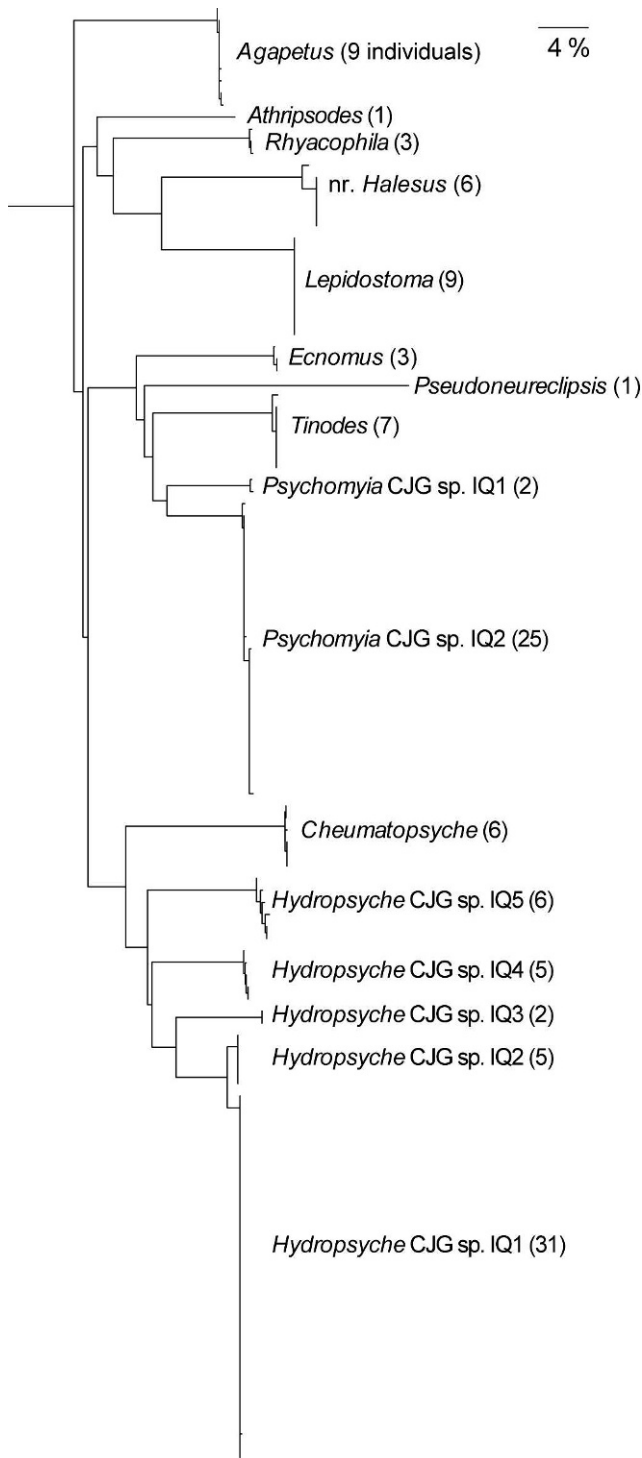 Agapetus (9 individuals)
4 %
Athripsodes (1)
Rhyacophila (3)
nr. Halesus (6)
Lepidostoma (9)
Ecnomus (3)
Pseudoneureclipsis (1)
Tinodes (7)
Psychomyia CJG sp. IQ1 (2)
Psychomyia CJG sp. IQ2 (25)
Cheumatopsyche (6)
Hydropsyche CJG sp. IQ5 (6)
Hydropsyche CJG sp. IQ4 (5)
Hydropsyche CJG sp. IQ3 (2)
Hydropsyche CJG sp. IQ2 (5)
Hydropsyche CJG sp. IQ1 (31)